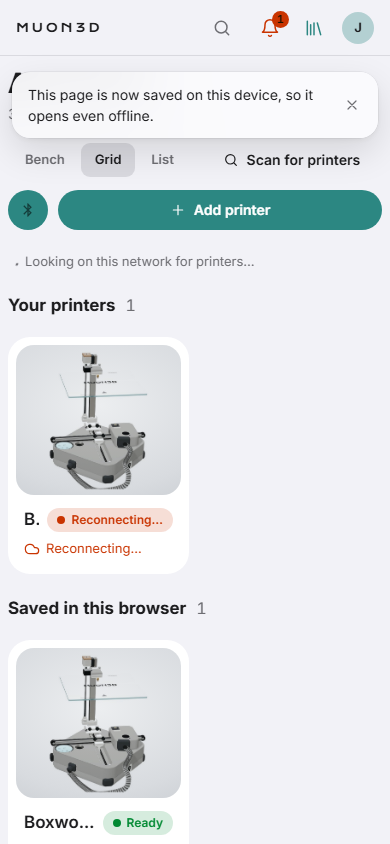 MUON3D
1
J
This page is now saved on this device, so it
opens even offline.
Bench
Grid
List
Scan for printers
Add printer
Looking on this network for printers...
Your printers 1
B.
Reconnecting...
Reconnecting...
Saved in this browser 1
Boxwo...
Ready